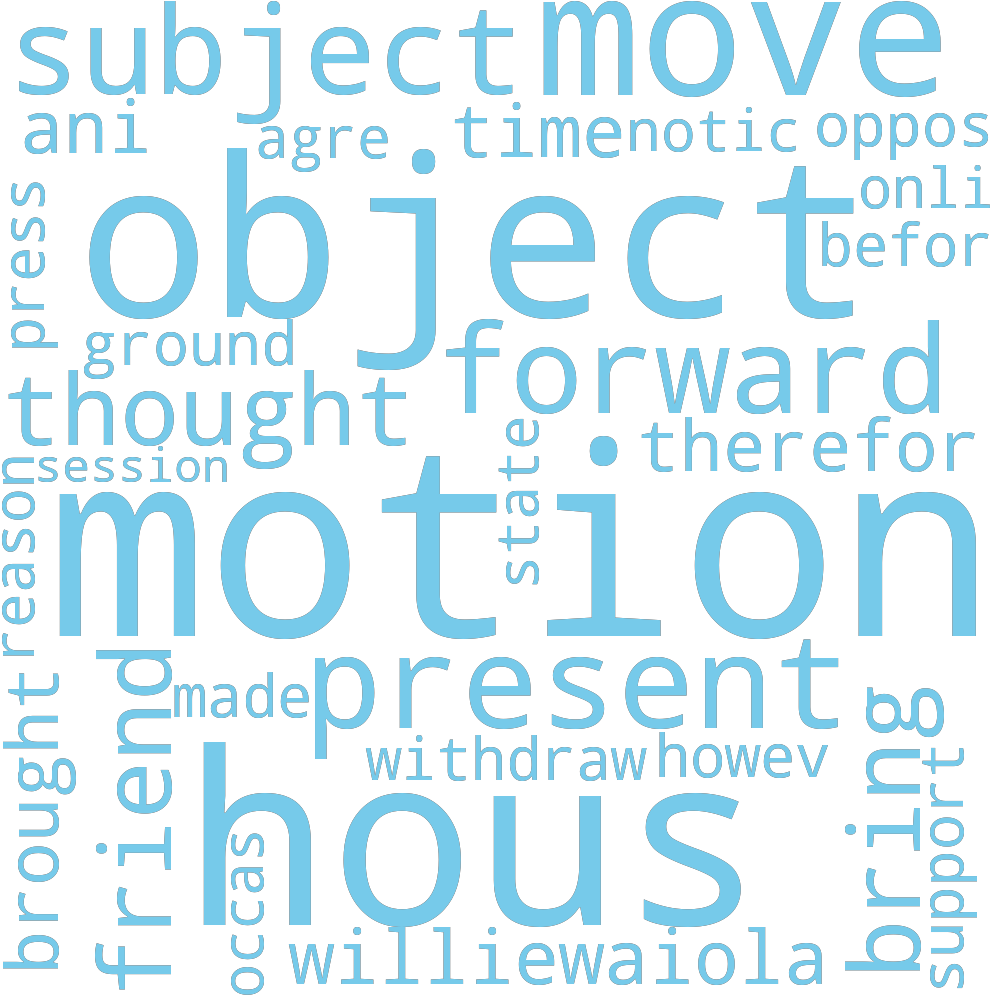 subject move
ani agre time notic oppos
object onli
press befor
ground forward
thought therefor
session state
reason motion
friend made present
brought withdraw howev bring
hous support
occas williewaiola